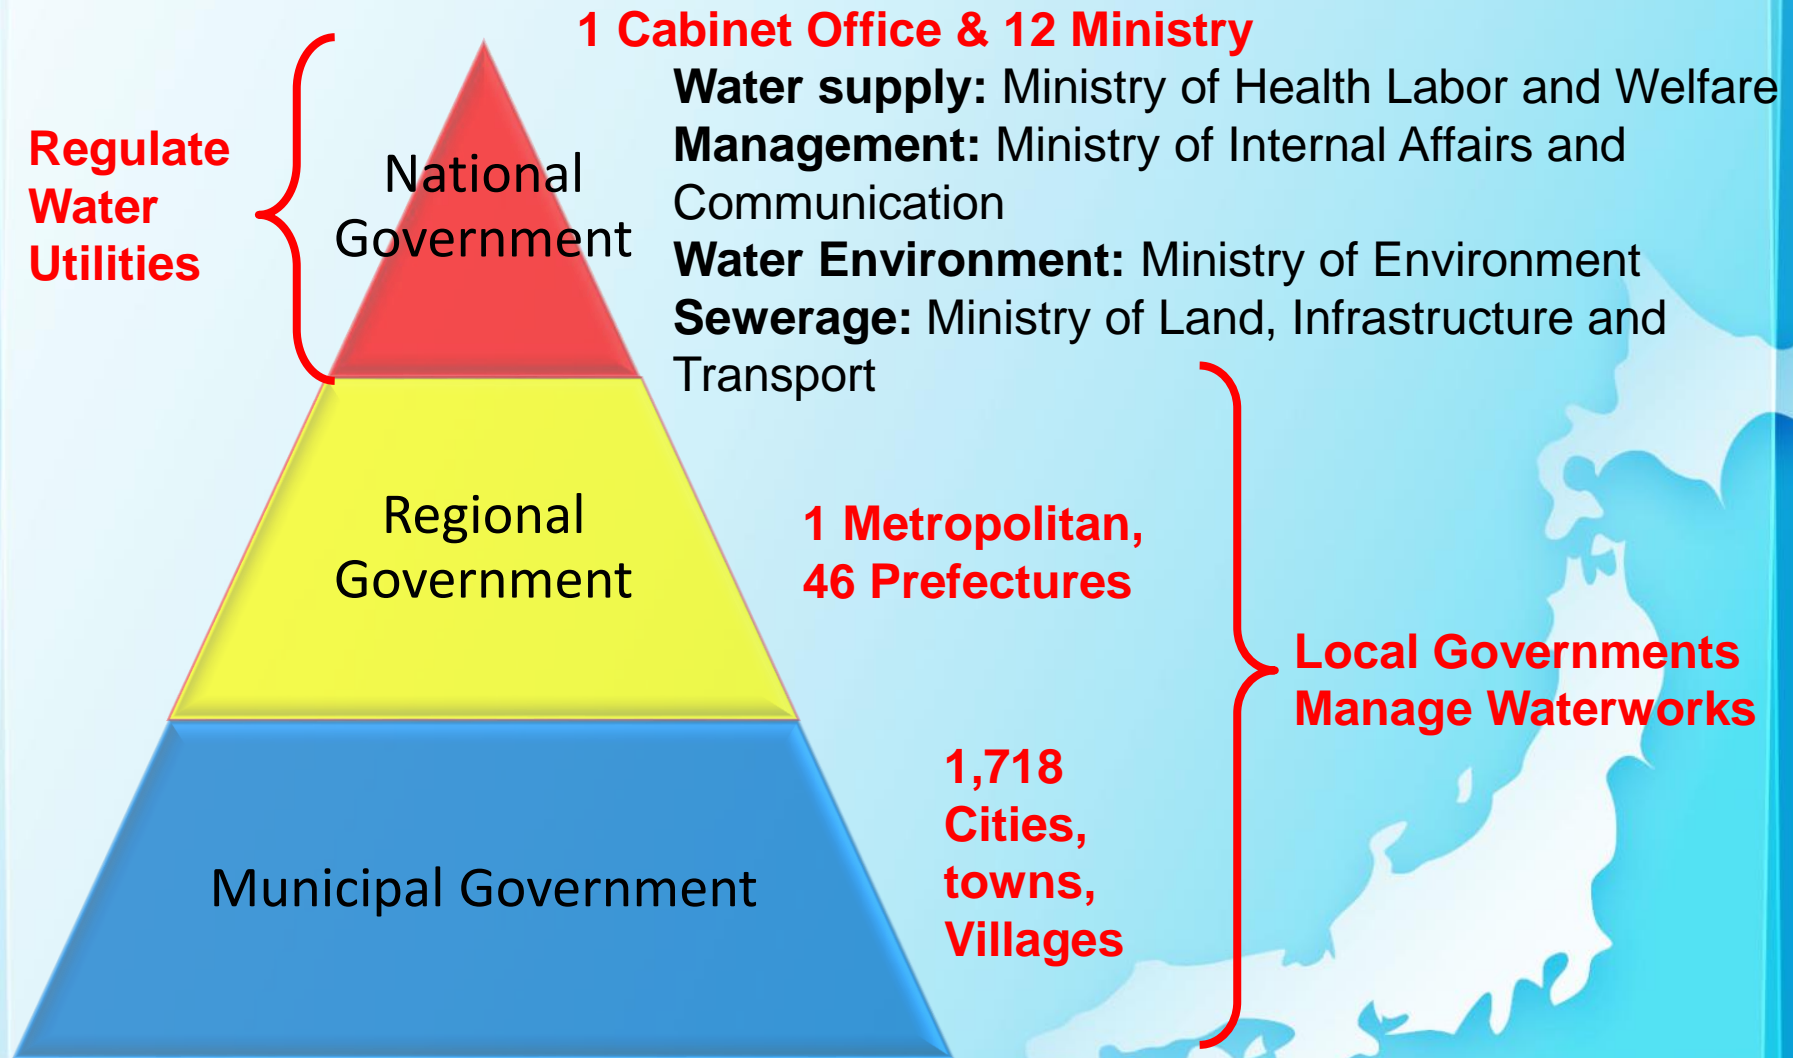 1 Cabinet Office & 12 Ministry
Water supply: Ministry of Health Labor and Welfare
Management: Ministry of Internal Affairs and
Communication
Water Environment: Ministry of Environment
Sewerage: Ministry of Land, Infrastructure and
Transport
Regulate
Water
Utilities
National
Government
Regional
Government
1 Metropolitan,
46 Prefectures
Local Governments
Manage Waterworks
Municipal Government
1,718
Cities,
towns,
Villages